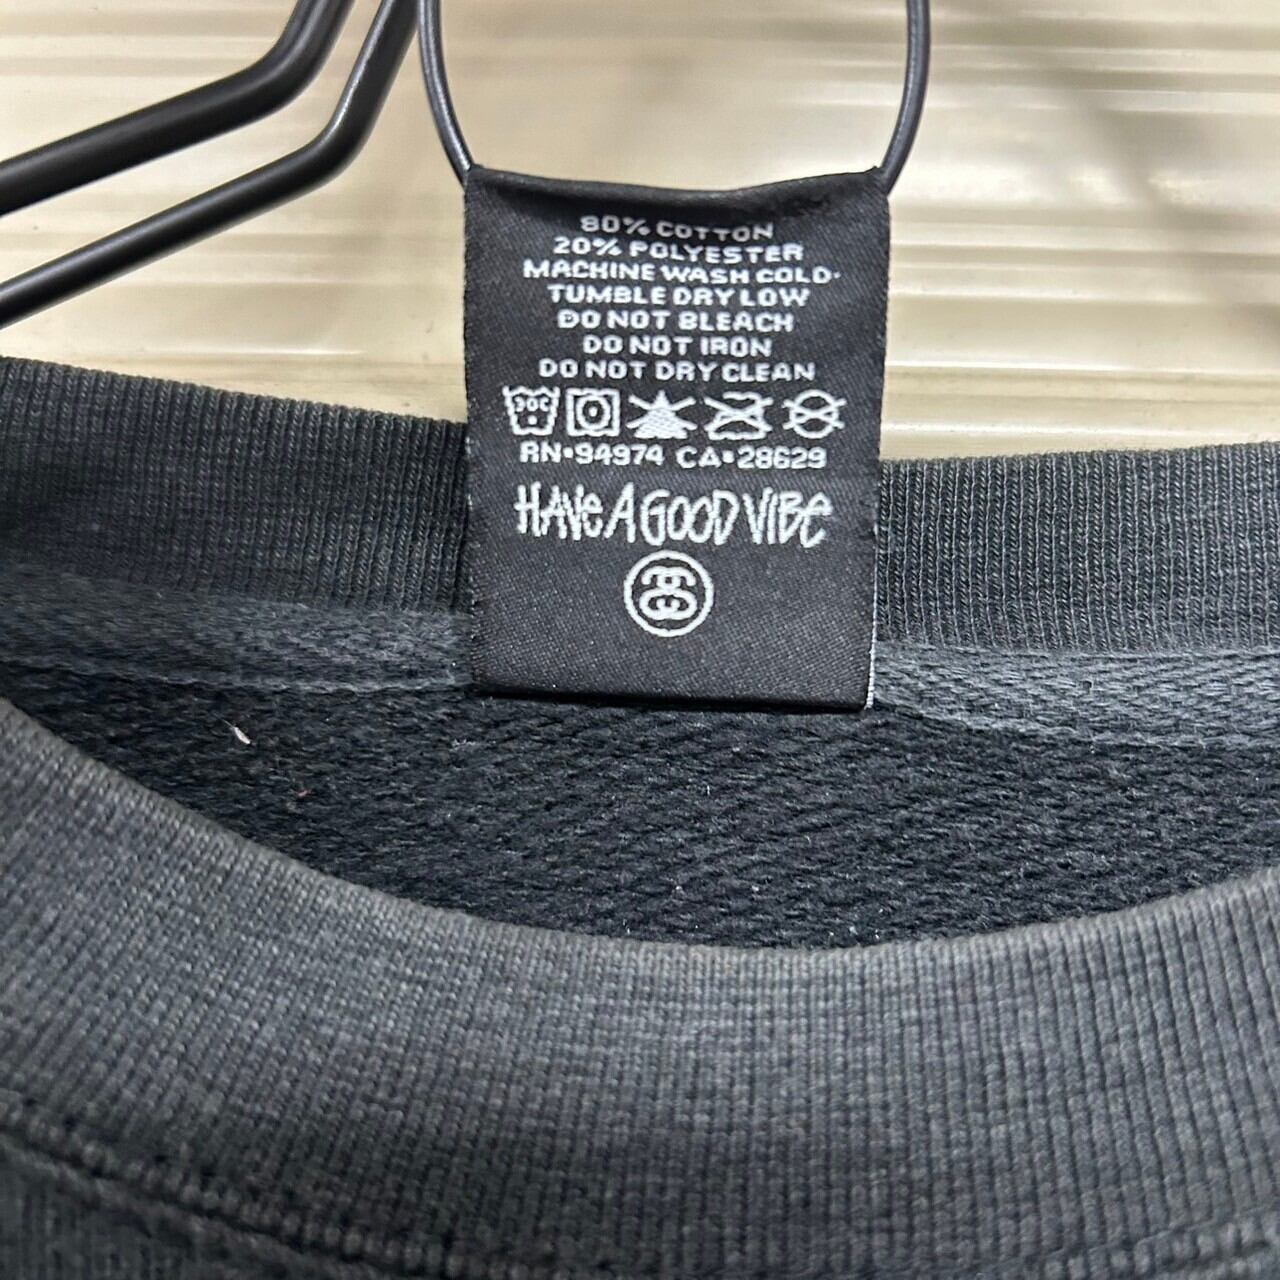 80% COTTON
20% POLYESTER
MACHINE WASH COLD·
TUMBLE DRY LOW
DO NOT BLEACH
DO NOT IRON
DO NOT DRY CLEAN
30C
RN•94974 CA•28629
HAVE A GOOD VIBE